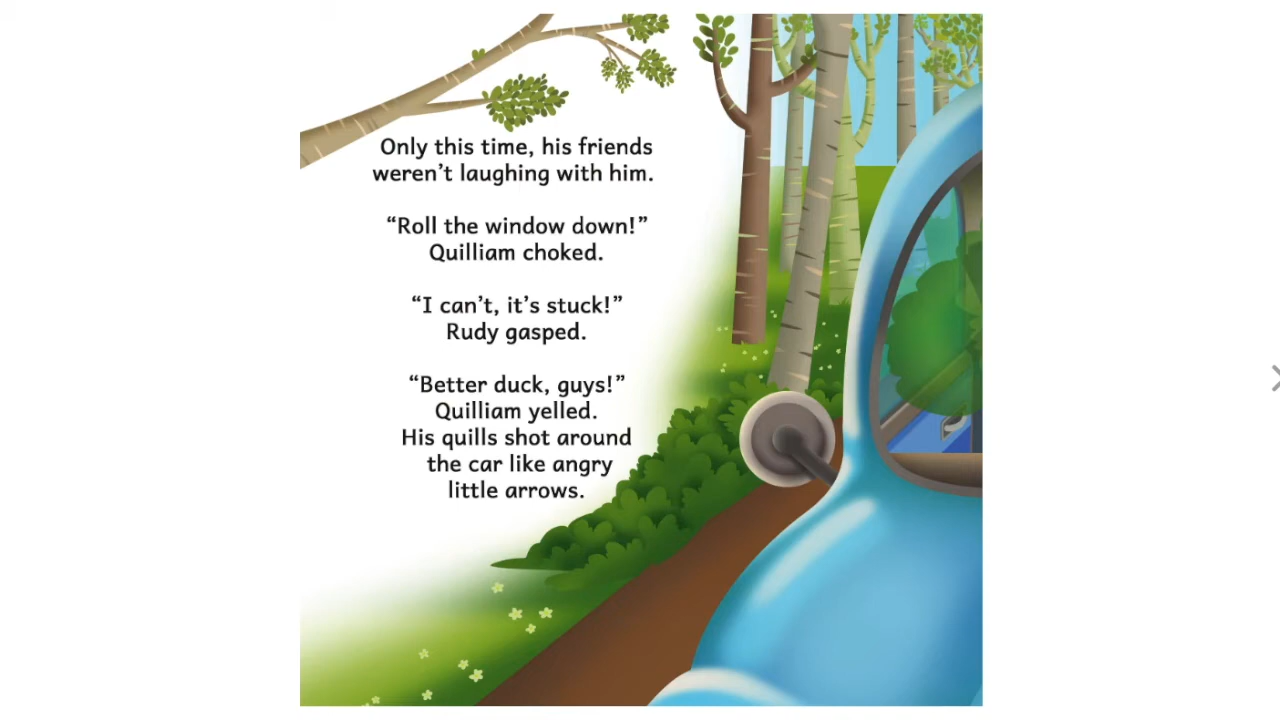 Only this time, his friends
weren't laughing with him.
“Roll the window down!”
Quilliam choked.
“I can't, it's stuck!”
Rudy gasped.
“Better duck, guys!”
Quilliam yelled.
His quills shot around
the car like angry
little arrows.